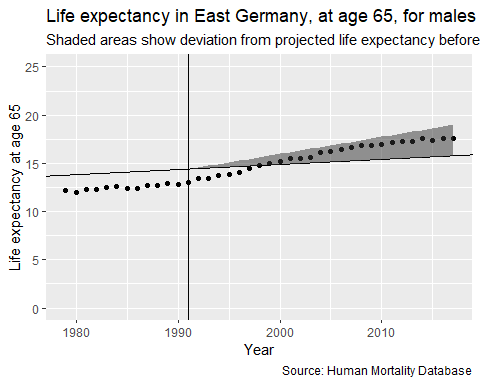 Life expectancy in East Germany, at age 65, for males
Shaded areas show deviation from projected life expectancy before
Life expectancy at age 65
25
20
15
10
5
0
1980
1990
2000
2010
Year
Source: Human Mortality Database